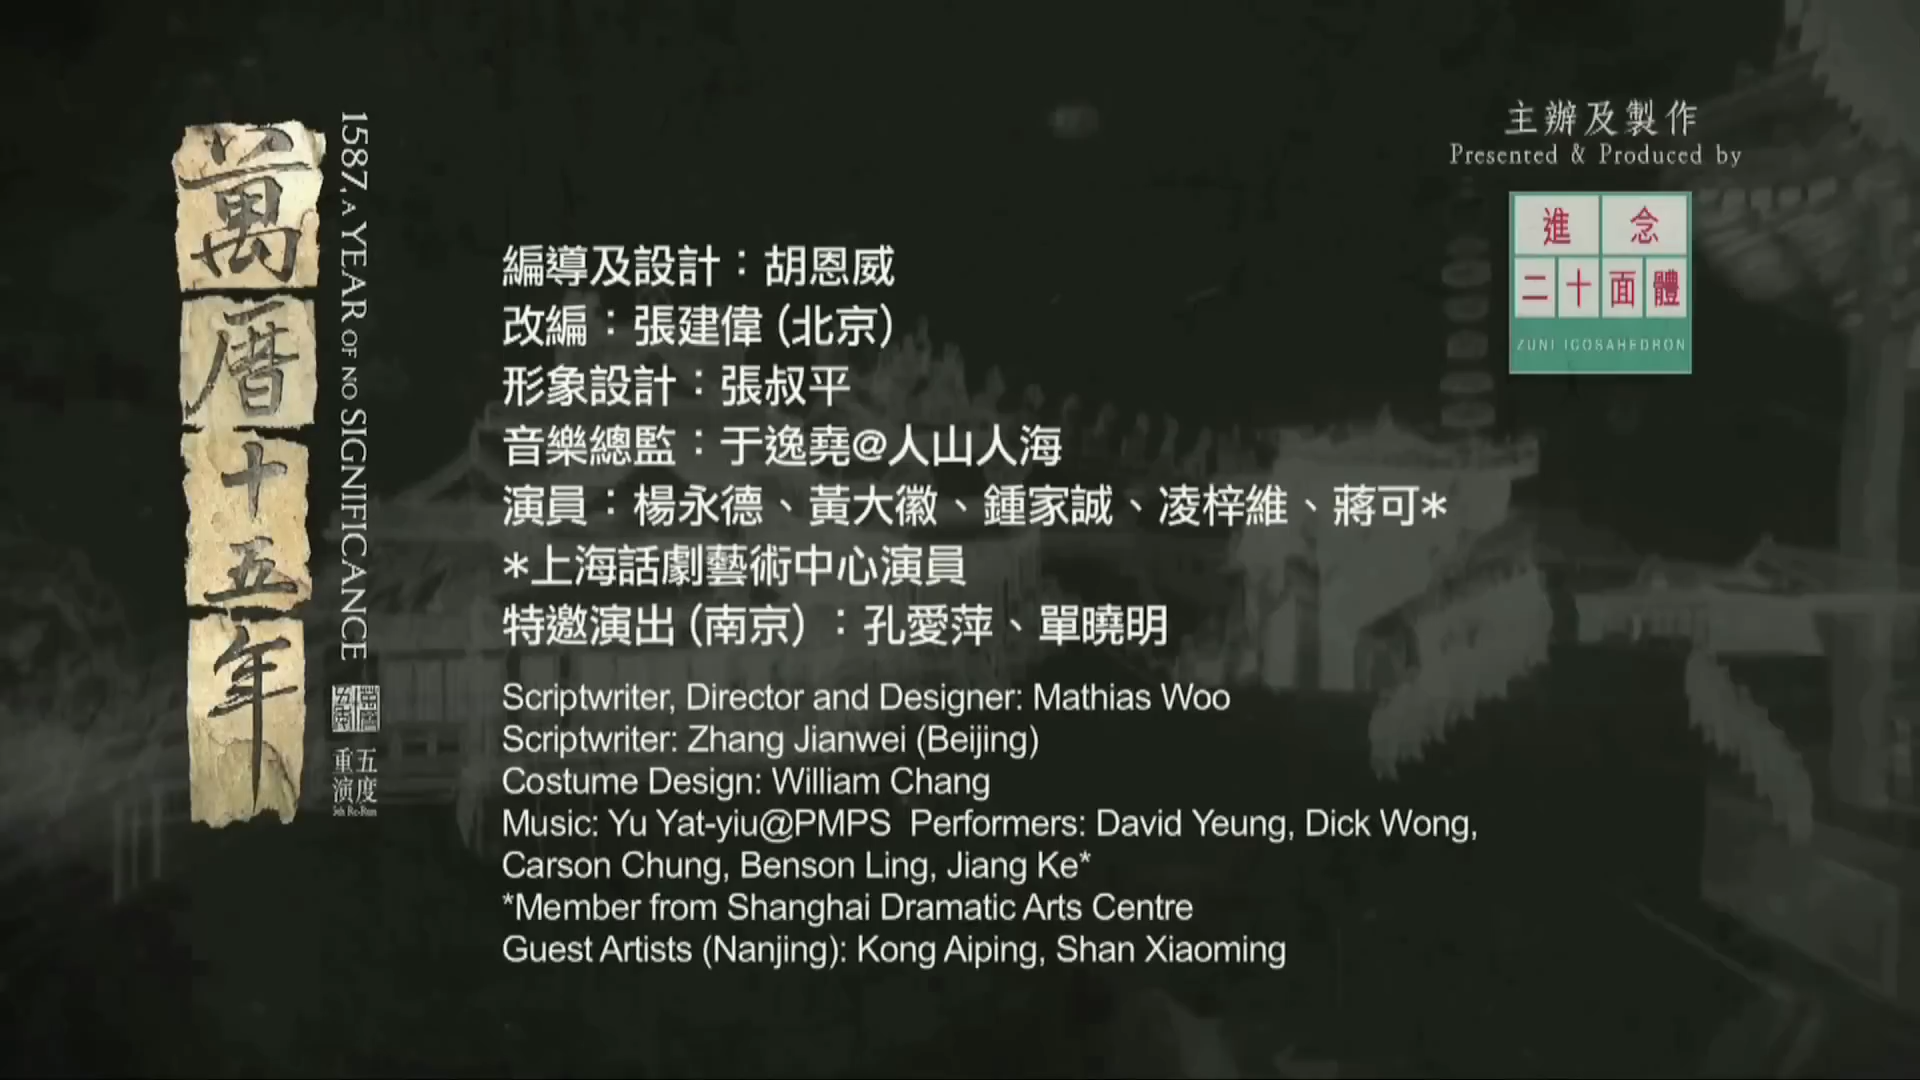 萬厝十五年
1587, A YEAR OF NO SIGNIFICANCE
五度
重演
5th Re-Run
主辦及製作
Presented & Produced by
進念
二十面體
ZUNI ICOSAHEDRON
編導及設計：胡恩威
改編：張建偉（北京）
形象設計：張叔平
音樂總監：于逸堯@人山人海
演員：楊永德、黃大徽、鍾家誠、凌梓維、蔣可*
*上海話劇藝術中心演員
特邀演出（南京）：孔愛萍、單曉明
Scriptwriter, Director and Designer: Mathias Woo
Scriptwriter: Zhang Jianwei (Beijing)
Costume Design: William Chang
Music: Yu Yat-yiu@PMPS  Performers: David Yeung, Dick Wong,
Carson Chung, Benson Ling, Jiang Ke*
*Member from Shanghai Dramatic Arts Centre
Guest Artists (Nanjing): Kong Aiping, Shan Xiaoming